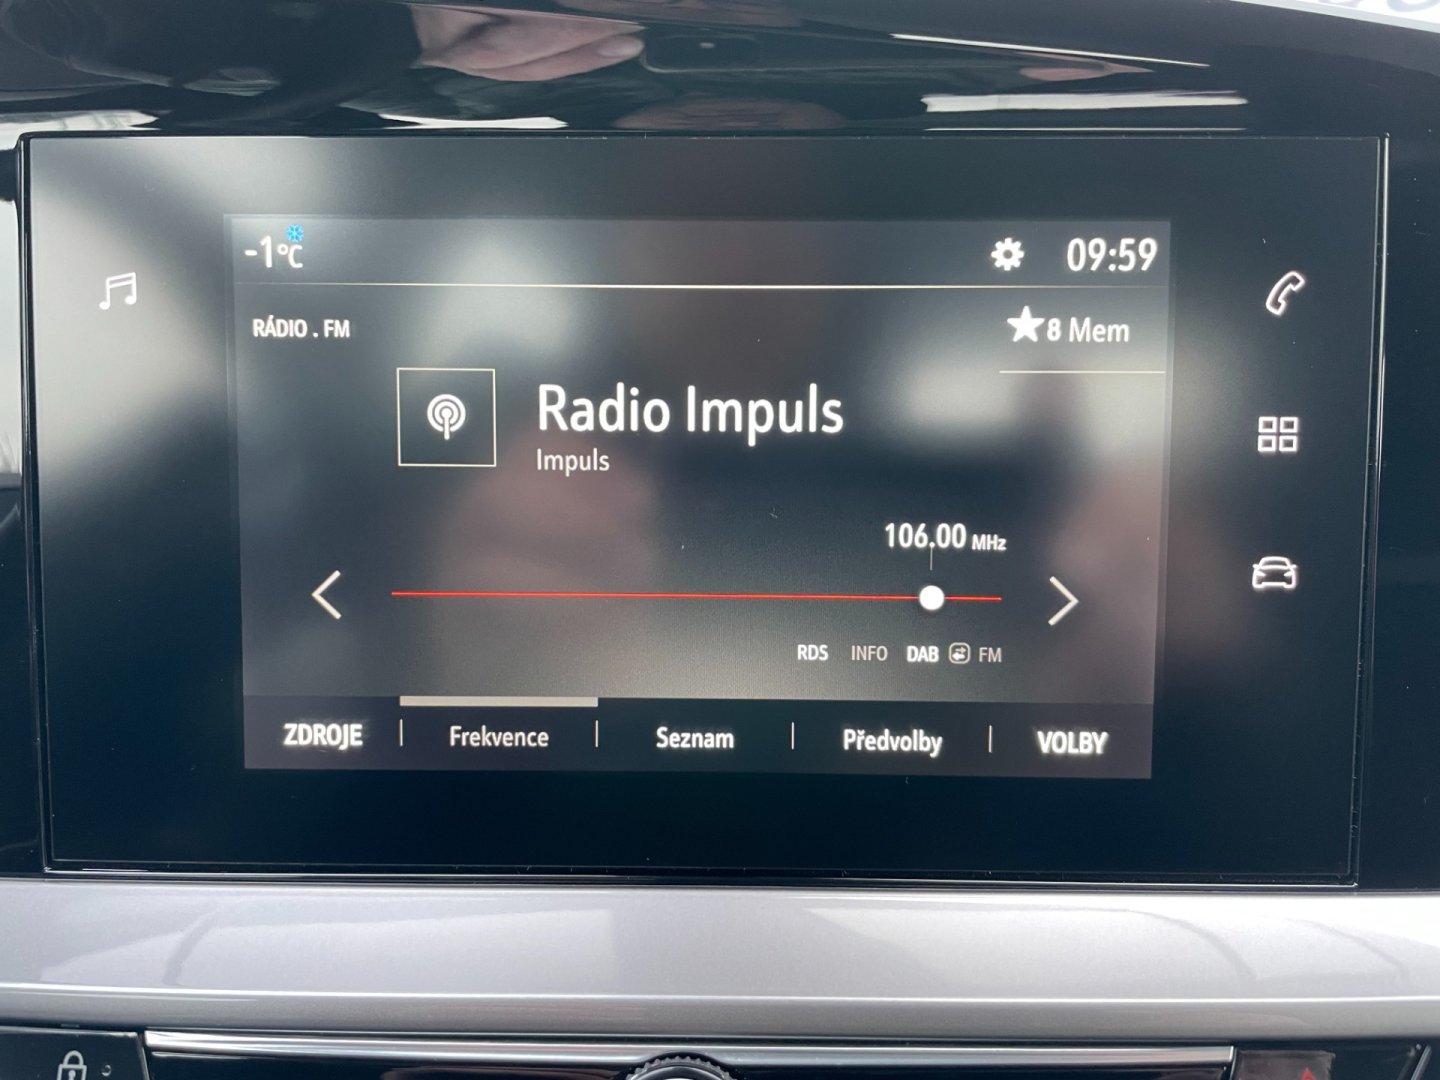 -1°C
09:59
RÁDIO . FM
8 Mem
Radio Impuls
Impuls
106.00 MHz
RDS INFO DAB FM
ZDROJE Frekvence Seznam Předvolby VOLBY